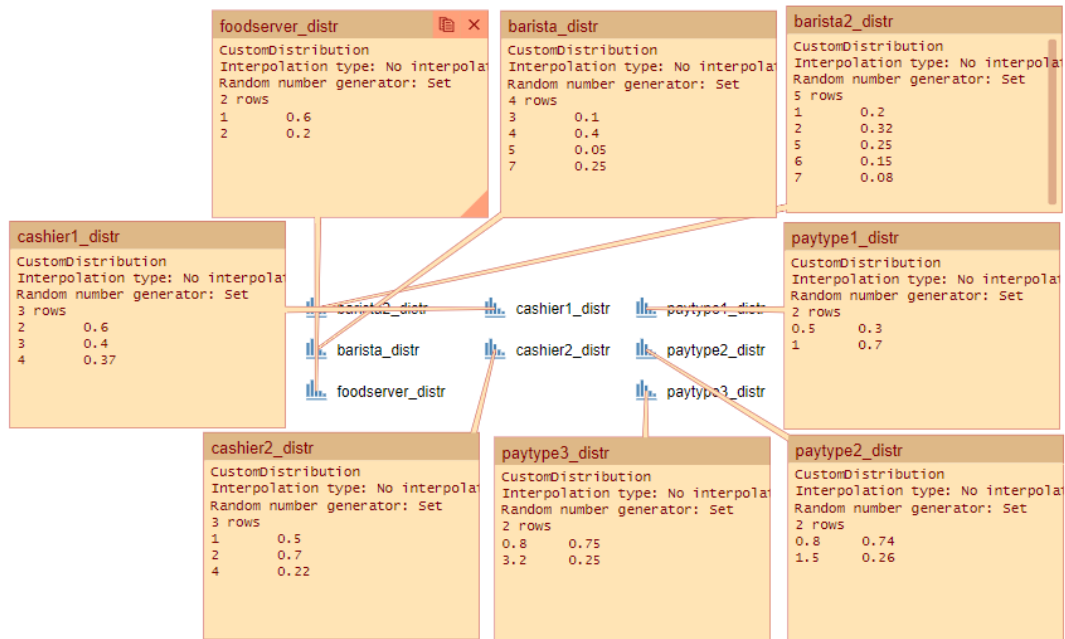 foodserver_distr
CustomDistribution
Interpolation type: No interpola
Random number generator: Set
2 rows
1 0.6
2 0.2
barista_distr
CustomDistribution
Interpolation type: No interpola
Random number generator: Set
4 rows
3 0.1
4 0.4
5 0.05
7 0.25
barista2_distr
CustomDistribution
Interpolation type: No interpola
Random number generator: Set
5 rows
1 0.2
2 0.32
5 0.25
6 0.15
7 0.08
cashier1_distr
CustomDistribution
Interpolation type: No interpolat
Random number generator: Set
3 rows
2 0.6
3 0.4
4 0.37
barista2_distr
cashier1_distr
paytype1_distr
barista_distr
cashier2_distr
paytype2_distr
foodserver_distr
paytype3_distr
paytype1_distr
CustomDistribution
Interpolation type: No interpolat
Random number generator: Set
2 rows
0.5 0.3
1 0.7
cashier2_distr
CustomDistribution
Interpolation type: No interpola
Random number generator: Set
3 rows
1 0.5
2 0.7
4 0.22
paytype3_distr
CustomDistribution
Interpolation type: No interpolat
Random number generator: Set
2 rows
0.8 0.75
3.2 0.25
paytype2_distr
CustomDistribution
Interpolation type: No interpola
Random number generator: Set
2 rows
0.8 0.74
1.5 0.26